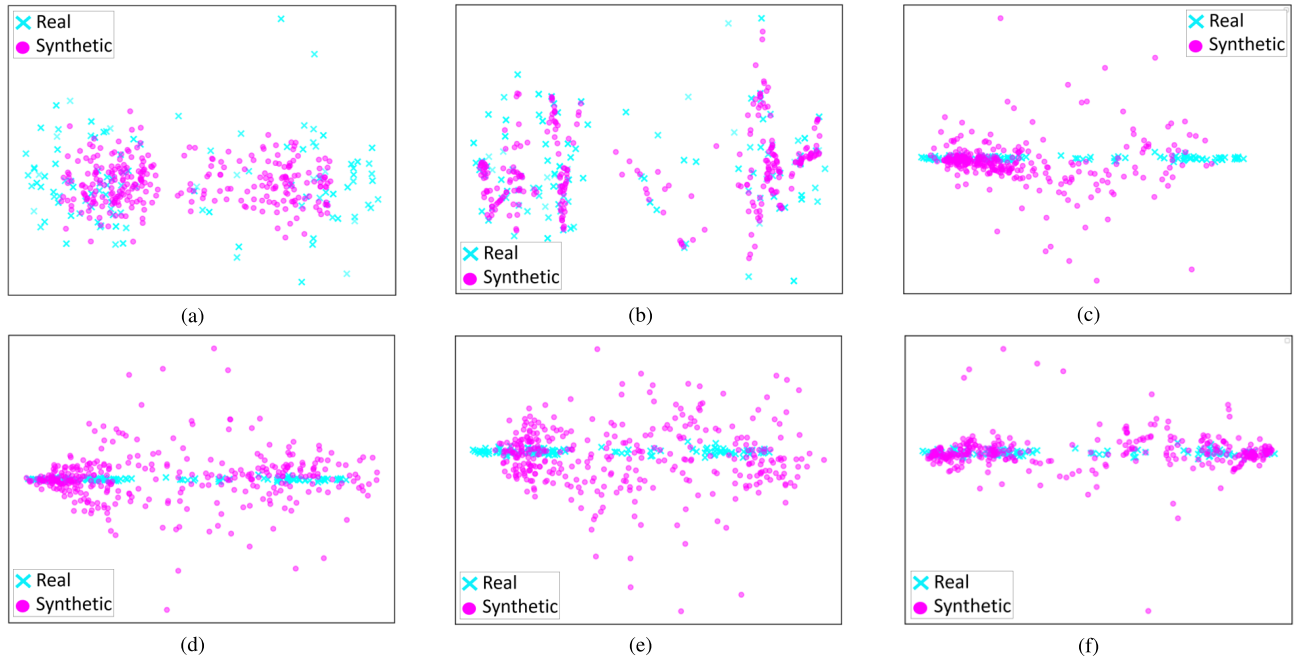 Real
Synthetic
(a)
Real
Synthetic
(b)
Real
Synthetic
(c)
Real
Synthetic
(d)
Real
Synthetic
(e)
Real
Synthetic
(f)